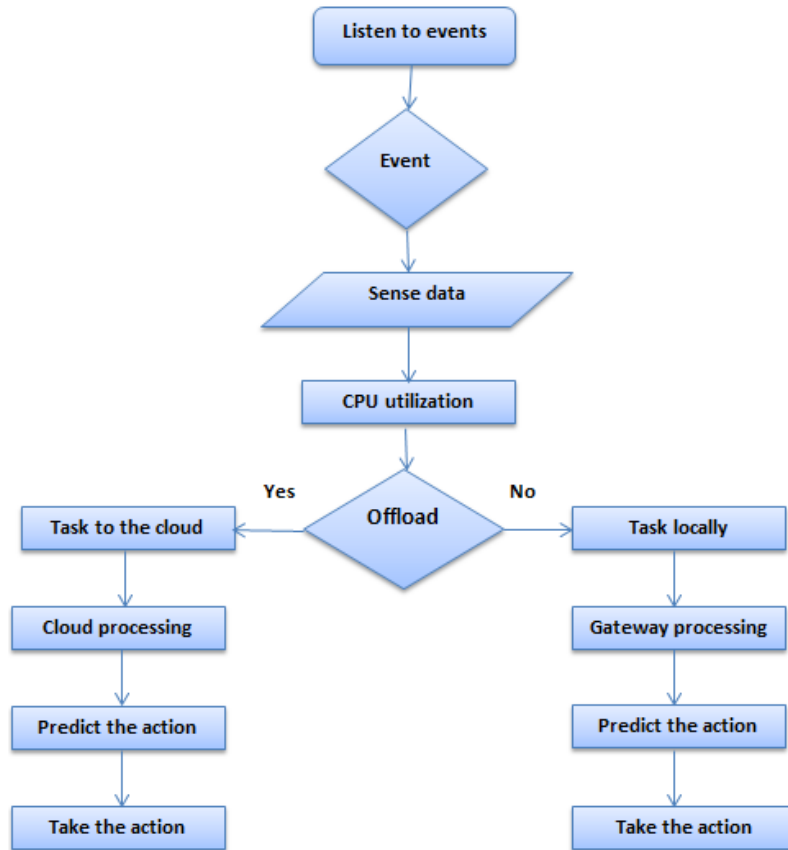 Listen to events
Event
Sense data
CPU utilization
Yes
Offload
No
Task to the cloud
Task locally
Cloud processing
Gateway processing
Predict the action
Predict the action
Take the action
Take the action